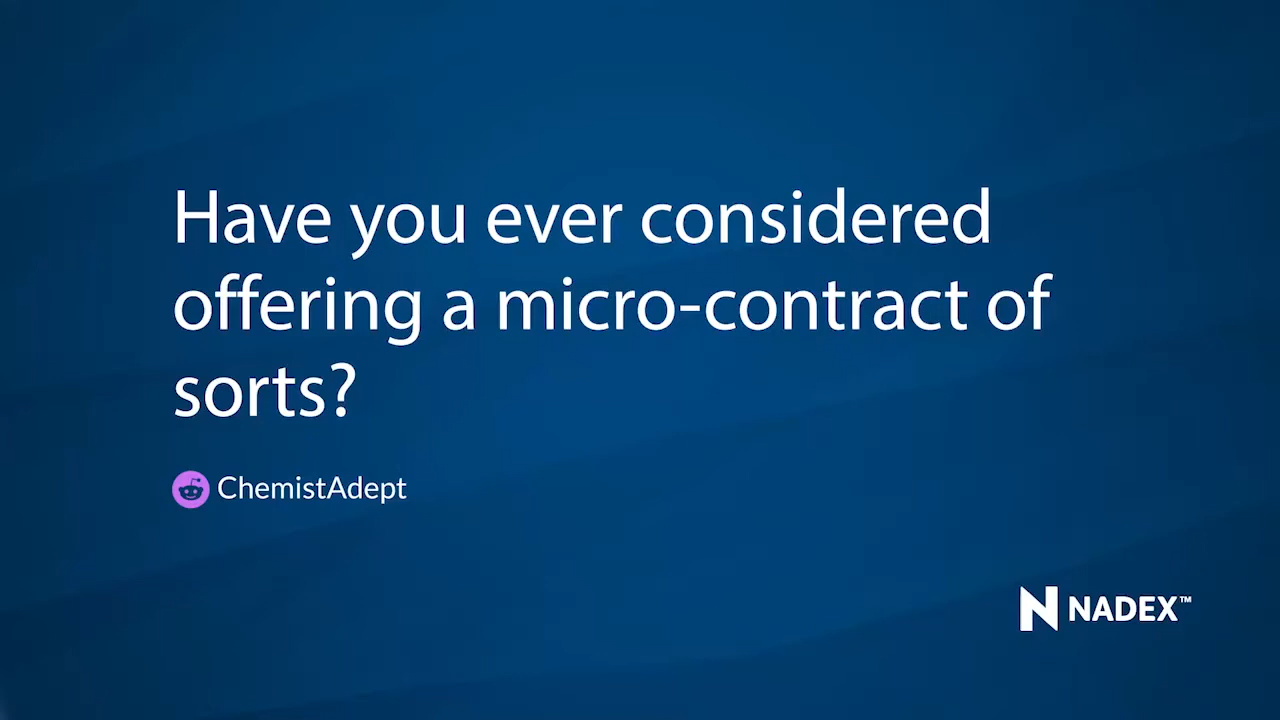 Have you ever considered
offering a micro-contract of
sorts?
ChemistAdept
NADEX™